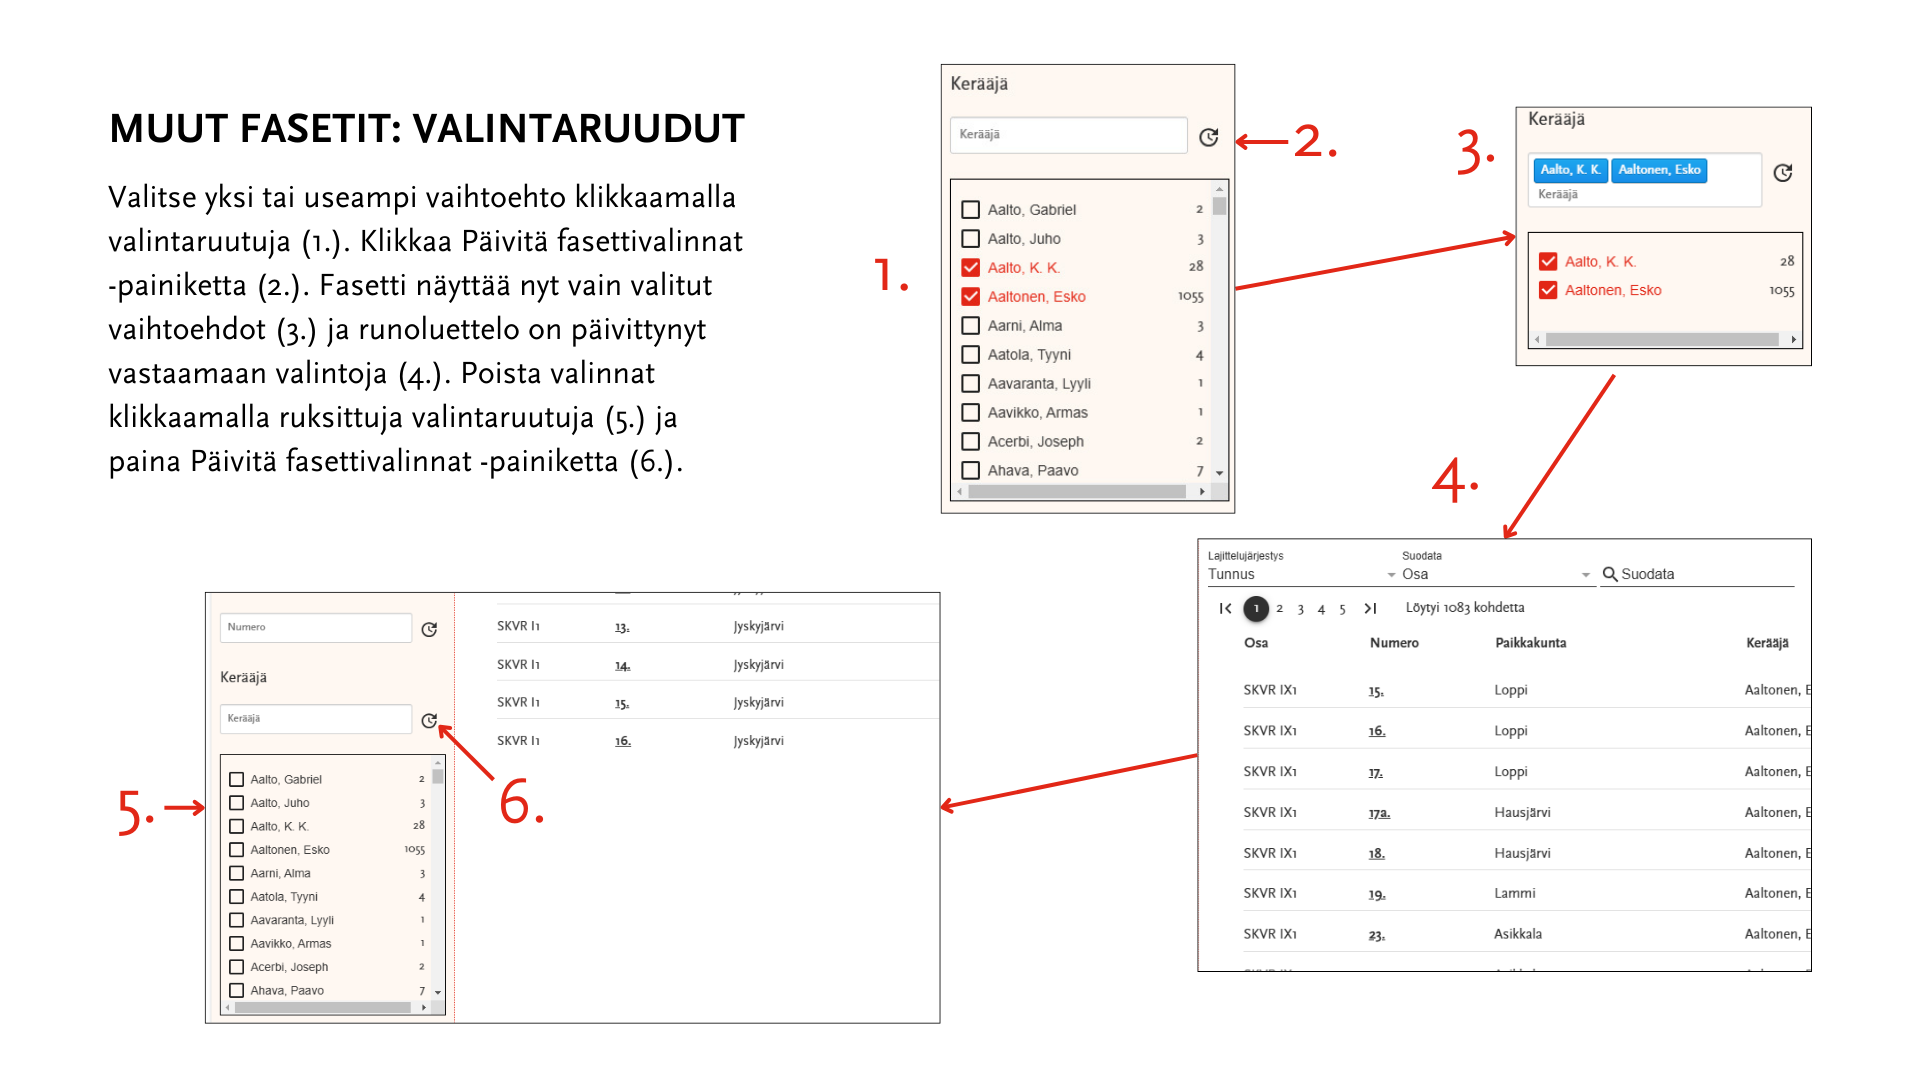 MUUT FASETIT: VALINTARUUDUT
Valitse yksi tai useampi vaihtoehto klikkaamalla
valintaruutuja (1.). Klikkaa Päivitä fasettivalinnat
-painiketta (2.). Fasetti näyttää nyt vain valitut
vaihtoehdot (3.) ja runoluettelo on päivittynyt
vastaamaan valintoja (4.). Poista valinnat
klikkaamalla ruksittuja valintaruutuja (5.) ja
paina Päivitä fasettivalinnat -painiketta (6.).
1.
Kerääjä
Kerääjä
2.
Aalto, Gabriel 2
Aalto, Juho 3
Aalto, K. K. 28
Aaltonen, Esko 1055
Aarni, Alma 3
Aatola, Tyyni 4
Aavaranta, Lyyli 1
Aavikko, Armas 1
Acerbi, Joseph 2
Ahava, Paavo 7
3.
Kerääjä
Aalto, K. K. Aaltonen, Esko
Kerääjä
Aalto, K. K. 28
Aaltonen, Esko 1055
4.
Lajittelujärjestys Suodata
Tunnus Osa Suodata
1 2 3 4 5 Löytyi 1083 kohdetta
Osa Numero Paikkakunta Kerääjä
SKVR IX1 15. Loppi Aaltonen, E
SKVR IX1 16. Loppi Aaltonen, E
SKVR IX1 17. Loppi Aaltonen, E
SKVR IX1 17a. Hausjärvi Aaltonen, E
SKVR IX1 18. Hausjärvi Aaltonen, E
SKVR IX1 19. Lammi Aaltonen, E
SKVR IX1 23. Asikkala Aaltonen, E
5.
Numero
Kerääjä
Kerääjä
6.
Aalto, Gabriel 2
Aalto, Juho 3
Aalto, K. K. 28
Aaltonen, Esko 1055
Aarni, Alma 3
Aatola, Tyyni 4
Aavaranta, Lyyli 1
Aavikko, Armas 1
Acerbi, Joseph 2
Ahava, Paavo 7
SKVR I1 13. Jyskyjärvi
SKVR I1 14. Jyskyjärvi
SKVR I1 15. Jyskyjärvi
SKVR I1 16. Jyskyjärvi